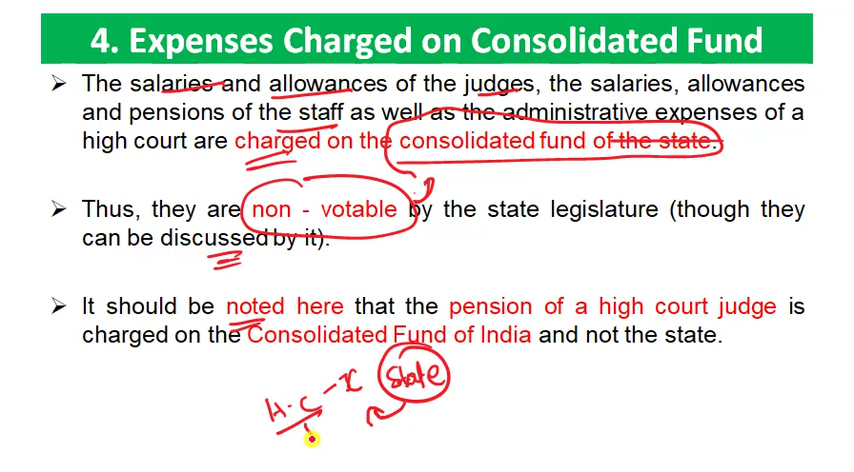 4. Expenses Charged on Consolidated Fund
➢ The salaries and allowances of the judges, the salaries, allowances
and pensions of the staff as well as the administrative expenses of a
high court are charged on the consolidated fund of the state.
➢ Thus, they are non - votable by the state legislature (though they
can be discussed by it).
➢ It should be noted here that the pension of a high court judge is
charged on the Consolidated Fund of India and not the state.
H.C - x State